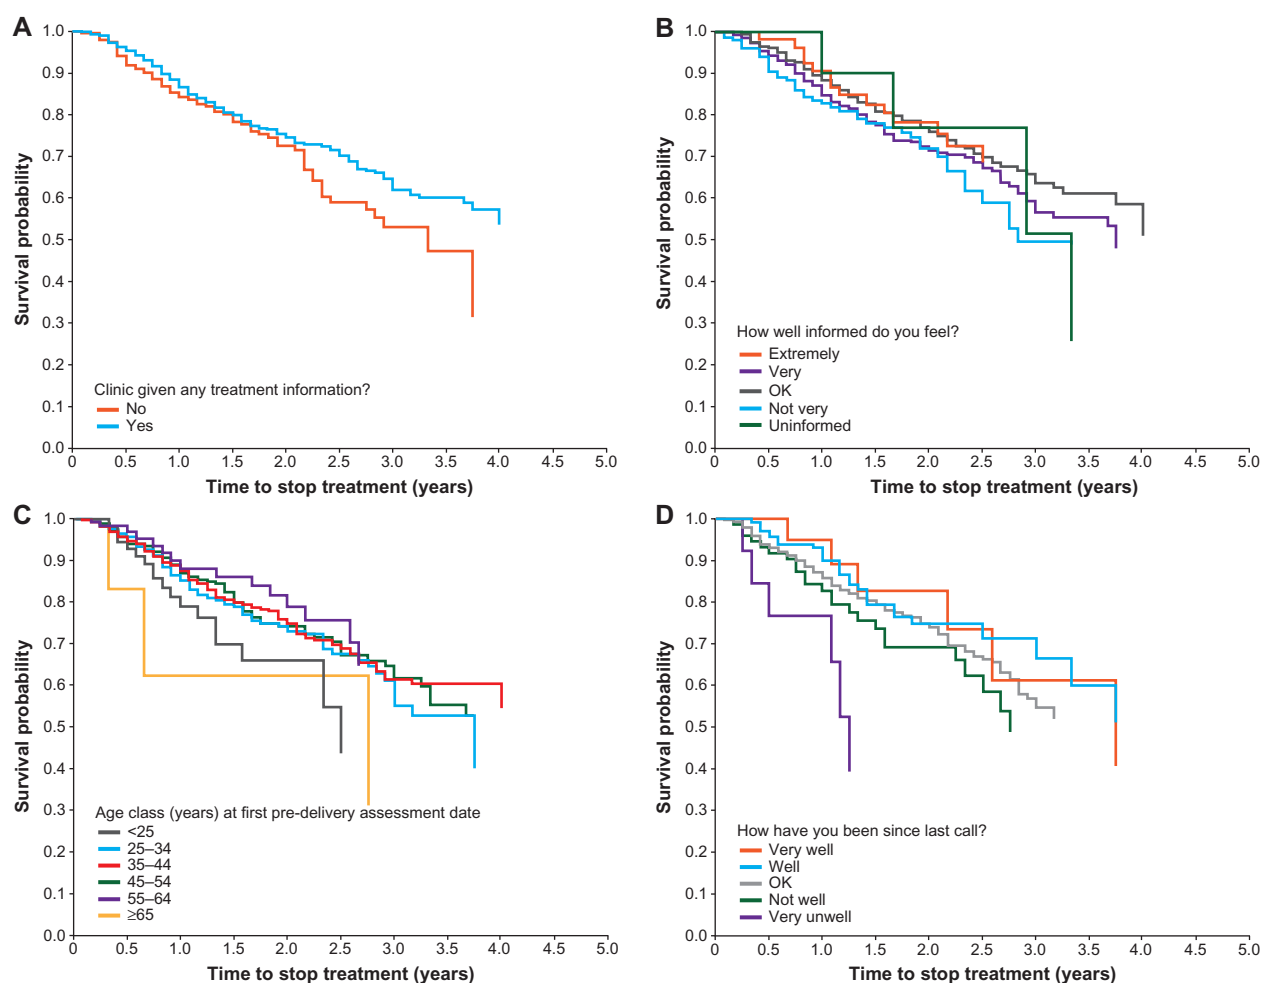 A
1.0
0.9
0.8
0.7
0.6
0.5
0.4
0.3
0.2
0.1
0.0
Survival probability
Clinic given any treatment information?
No
Yes
0 0.5 1.0 1.5 2.0 2.5 3.0 3.5 4.0 4.5 5.0
Time to stop treatment (years)
B
1.0
0.9
0.8
0.7
0.6
0.5
0.4
0.3
0.2
0.1
0.0
Survival probability
How well informed do you feel?
Extremely
Very
OK
Not very
Uninformed
0 0.5 1.0 1.5 2.0 2.5 3.0 3.5 4.0 4.5 5.0
Time to stop treatment (years)
C
1.0
0.9
0.8
0.7
0.6
0.5
0.4
0.3
0.2
0.1
0.0
Survival probability
Age class (years) at first pre-delivery assessment date
<25
25–34
35–44
45–54
55–64
≥65
0 0.5 1.0 1.5 2.0 2.5 3.0 3.5 4.0 4.5 5.0
Time to stop treatment (years)
D
1.0
0.9
0.8
0.7
0.6
0.5
0.4
0.3
0.2
0.1
0.0
Survival probability
How have you been since last call?
Very well
Well
OK
Not well
Very unwell
0 0.5 1.0 1.5 2.0 2.5 3.0 3.5 4.0 4.5 5.0
Time to stop treatment (years)